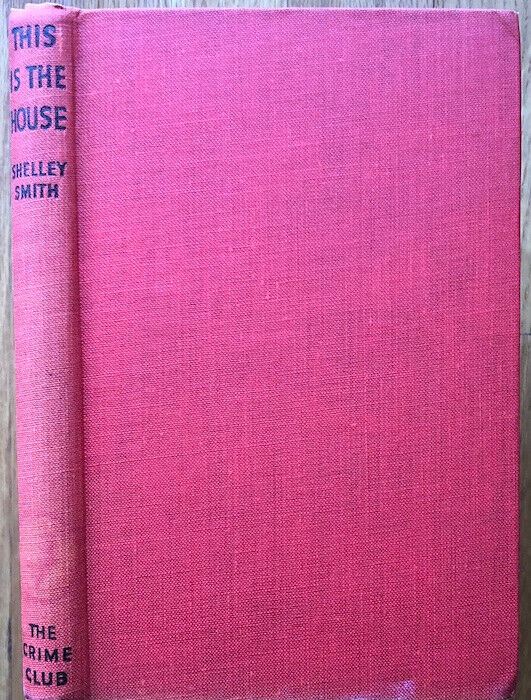 THIS
IS THE
HOUSE
SHELLEY
SMITH
THE
CRIME
CLUB